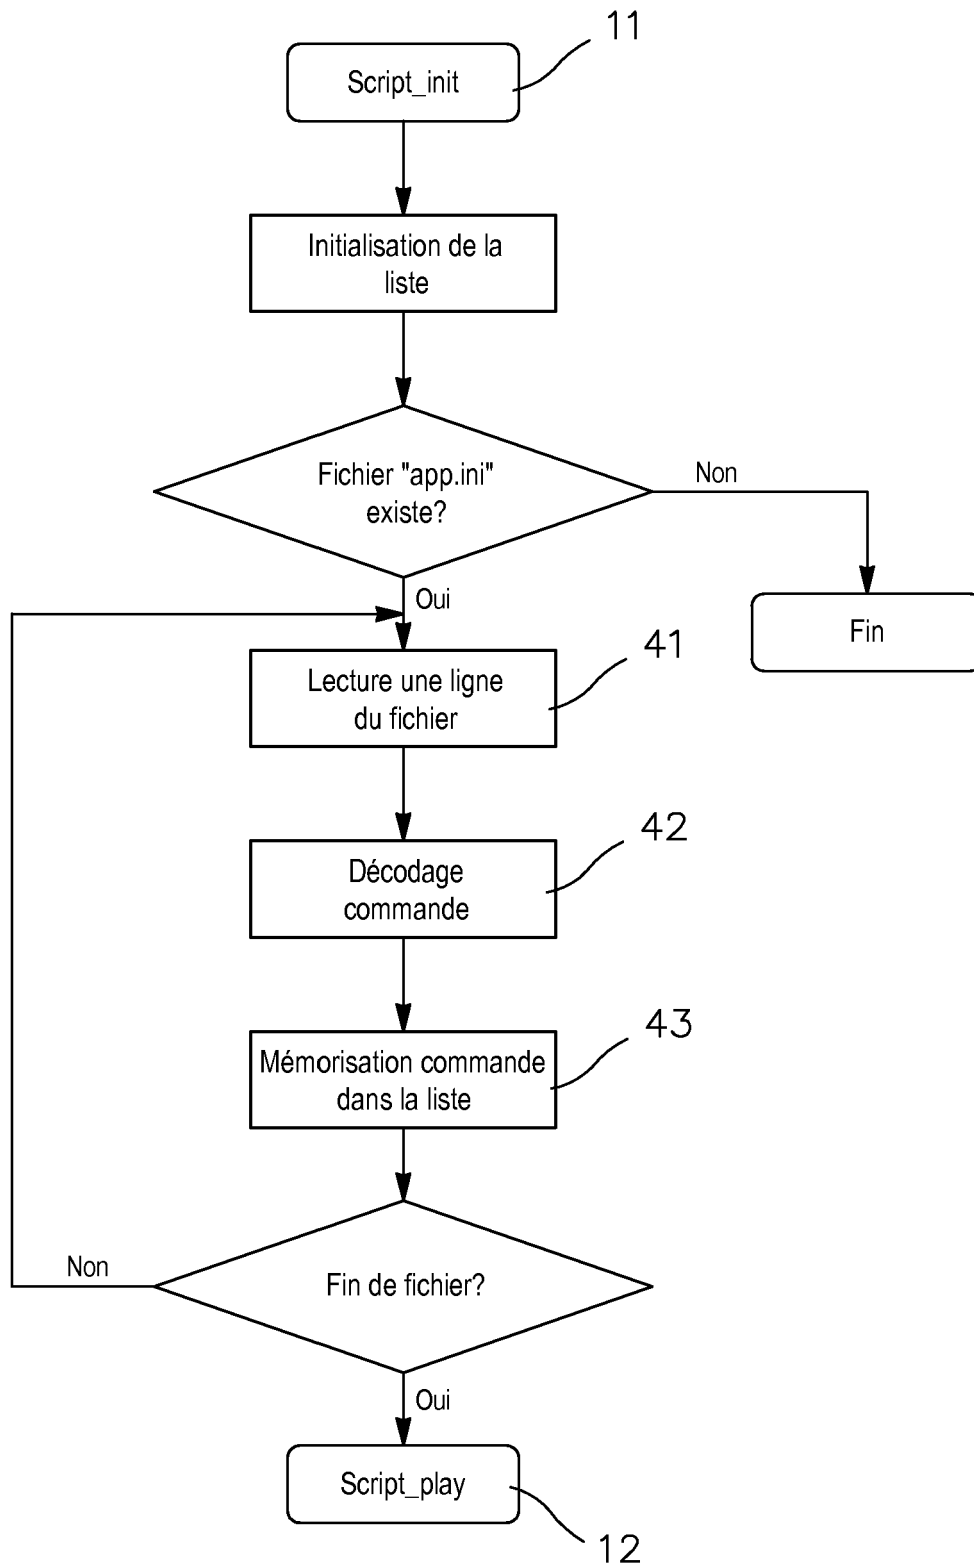 11
Script_init
Initialisation de la
liste
Fichier "app.ini"
existe?
Non
Oui
Fin
41
Lecture une ligne
du fichier
42
Décodage
commande
43
Mémorisation commande
dans la liste
Non
Fin de fichier?
Oui
Script_play
12